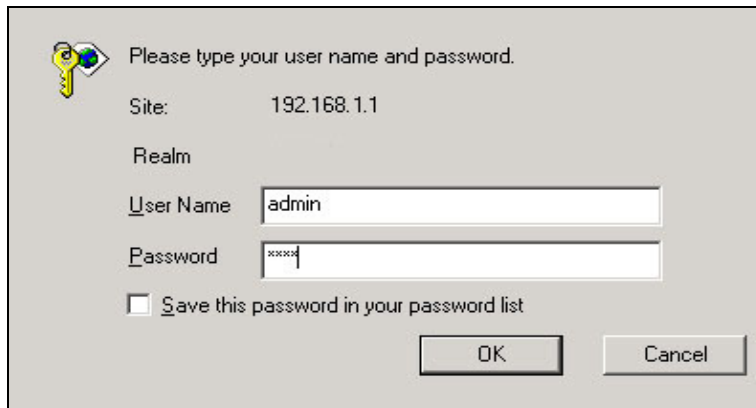 Please type your user name and password.
Site: 192.168.1.1
Realm
User Name admin
Password ****
Save this password in your password list
OK Cancel